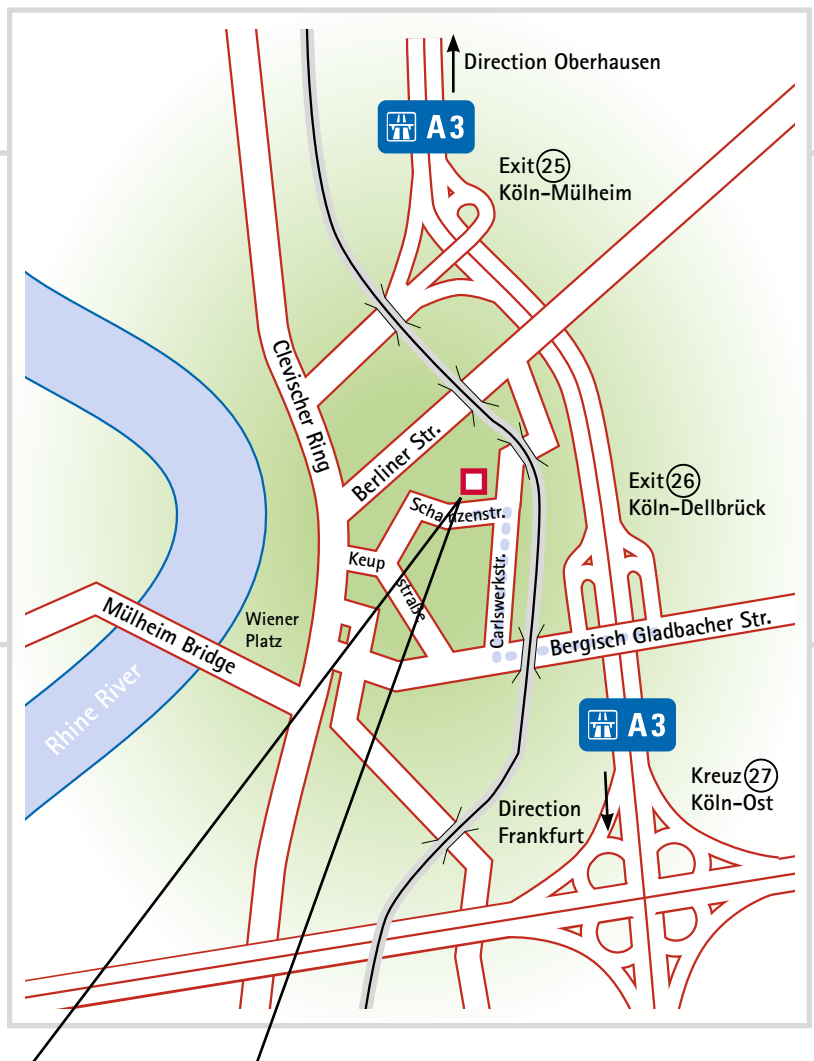 Direction Oberhausen
A3
Exit 25
Köln-Mülheim
Clevischer Ring
Berliner Str.
Exit 26
Köln-Dellbrück
Schanzenstr.
Keup
straße
Carlswerkstr.
Wiener
Platz
Mülheim Bridge
Bergisch Gladbacher Str.
Rhine River
A3
Kreuz 27
Köln-Ost
Direction
Frankfurt